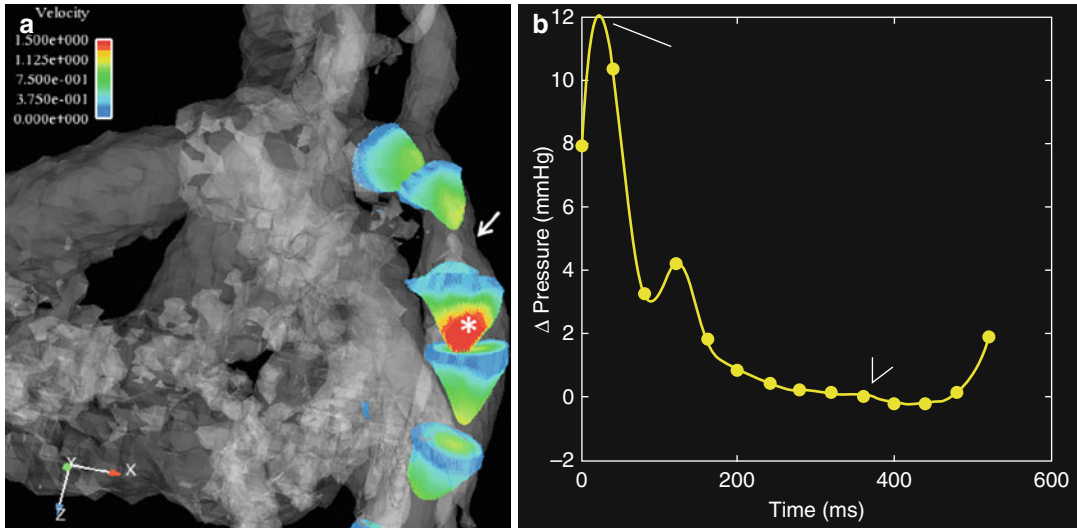 a
Velocity
1.500e+000
1.125e+000
7.500e-001
3.750e-001
0.000e+000
*
Y
X
Z
b
Δ Pressure (mmHg)
12
10
8
6
4
2
0
–2
0
200
400
600
Time (ms)